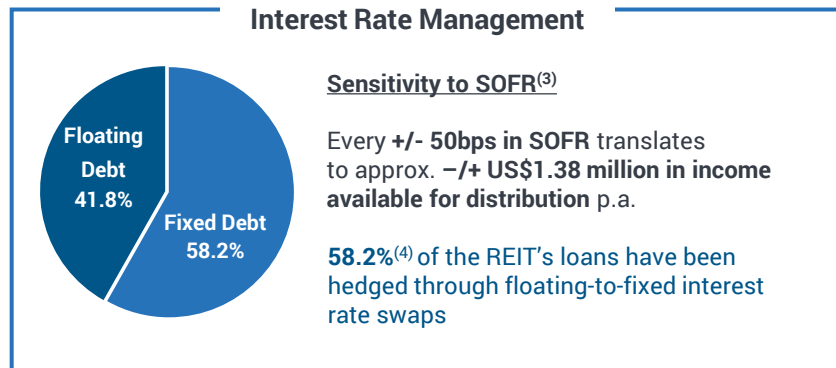 Interest Rate Management
Floating
Debt
41.8%
Fixed Debt
58.2%
Sensitivity to SOFR(3)
Every +/- 50bps in SOFR translates
to approx. –/+ US$1.38 million in income
available for distribution p.a.
58.2%(4) of the REIT's loans have been
hedged through floating-to-fixed interest
rate swaps